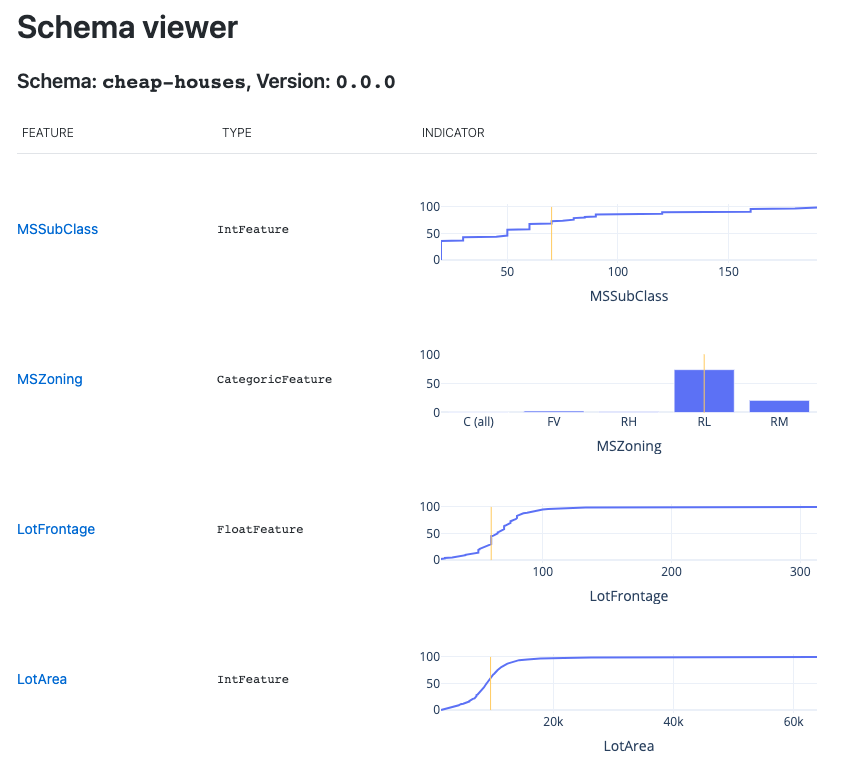 Schema viewer
Schema: cheap-houses, Version: 0.0.0
FEATURE TYPE INDICATOR
MSSubClass IntFeature
100
50
0
50 100 150
MSSubClass
MSZoning CategoricFeature
100
50
0
C (all) FV RH RL RM
MSZoning
LotFrontage FloatFeature
100
50
0
100 200 300
LotFrontage
LotArea IntFeature
100
50
0
20k 40k 60k
LotArea